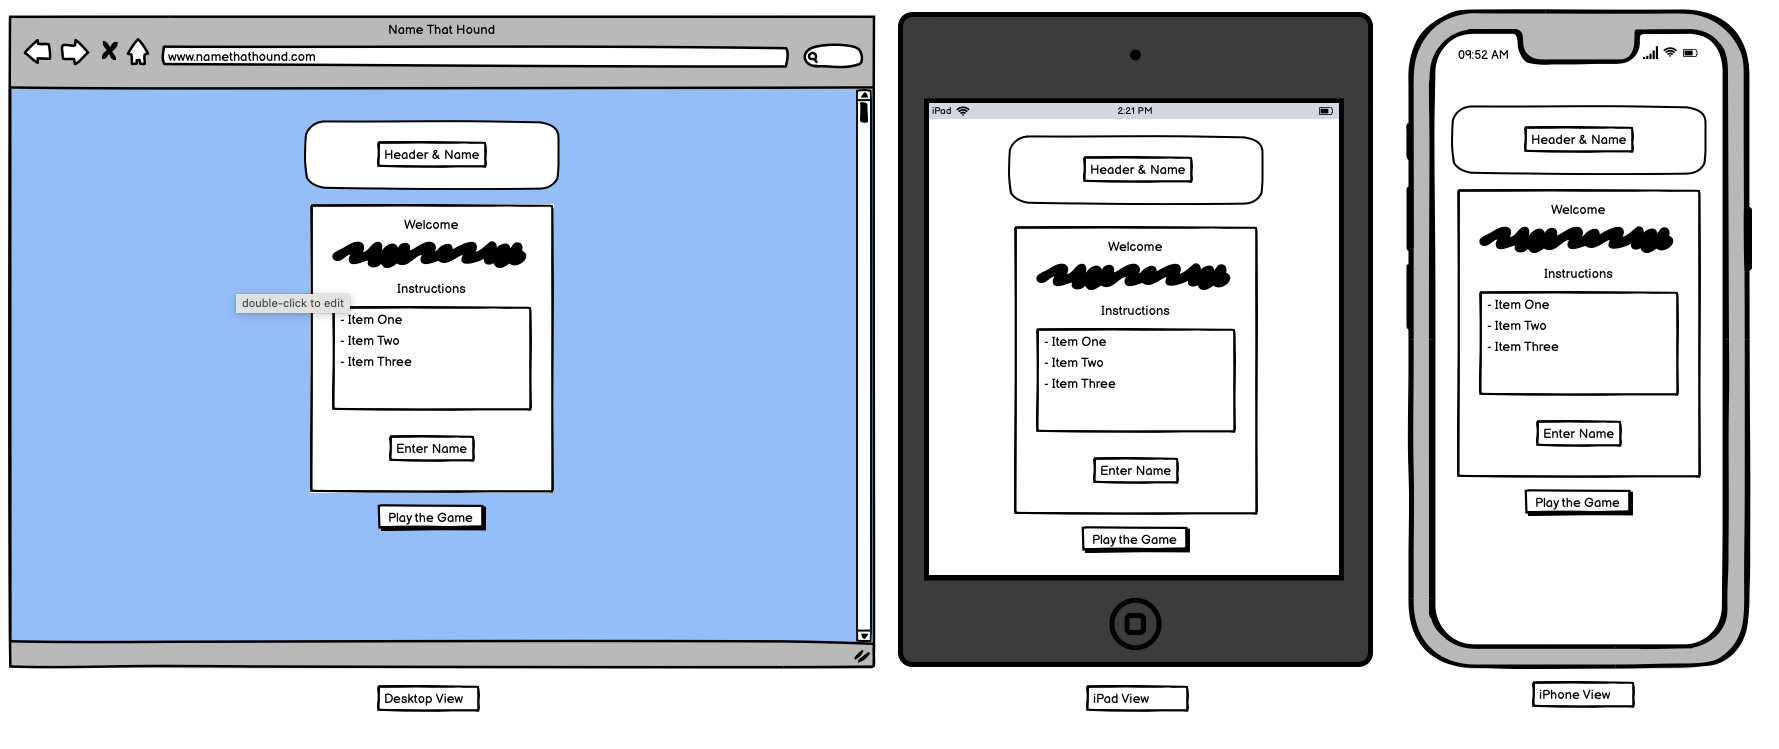 Name That Hound
www.namethathound.com
Header & Name
Welcome
Instructions
double-click to edit
- Item One
- Item Two
- Item Three
Enter Name
Play the Game
Desktop View
iPad
2:21 PM
Header & Name
Welcome
Instructions
- Item One
- Item Two
- Item Three
Enter Name
Play the Game
iPad View
09:52 AM
Header & Name
Welcome
Instructions
- Item One
- Item Two
- Item Three
Enter Name
Play the Game
iPhone View